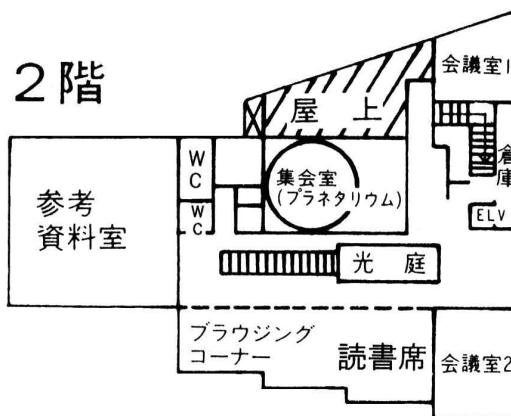 2階
会議室1
屋上
倉庫
WC
集会室
(プラネタリウム)
参考
資料室
WC
ELV
光庭
ブラウジング
コーナー
読書席
会議室2